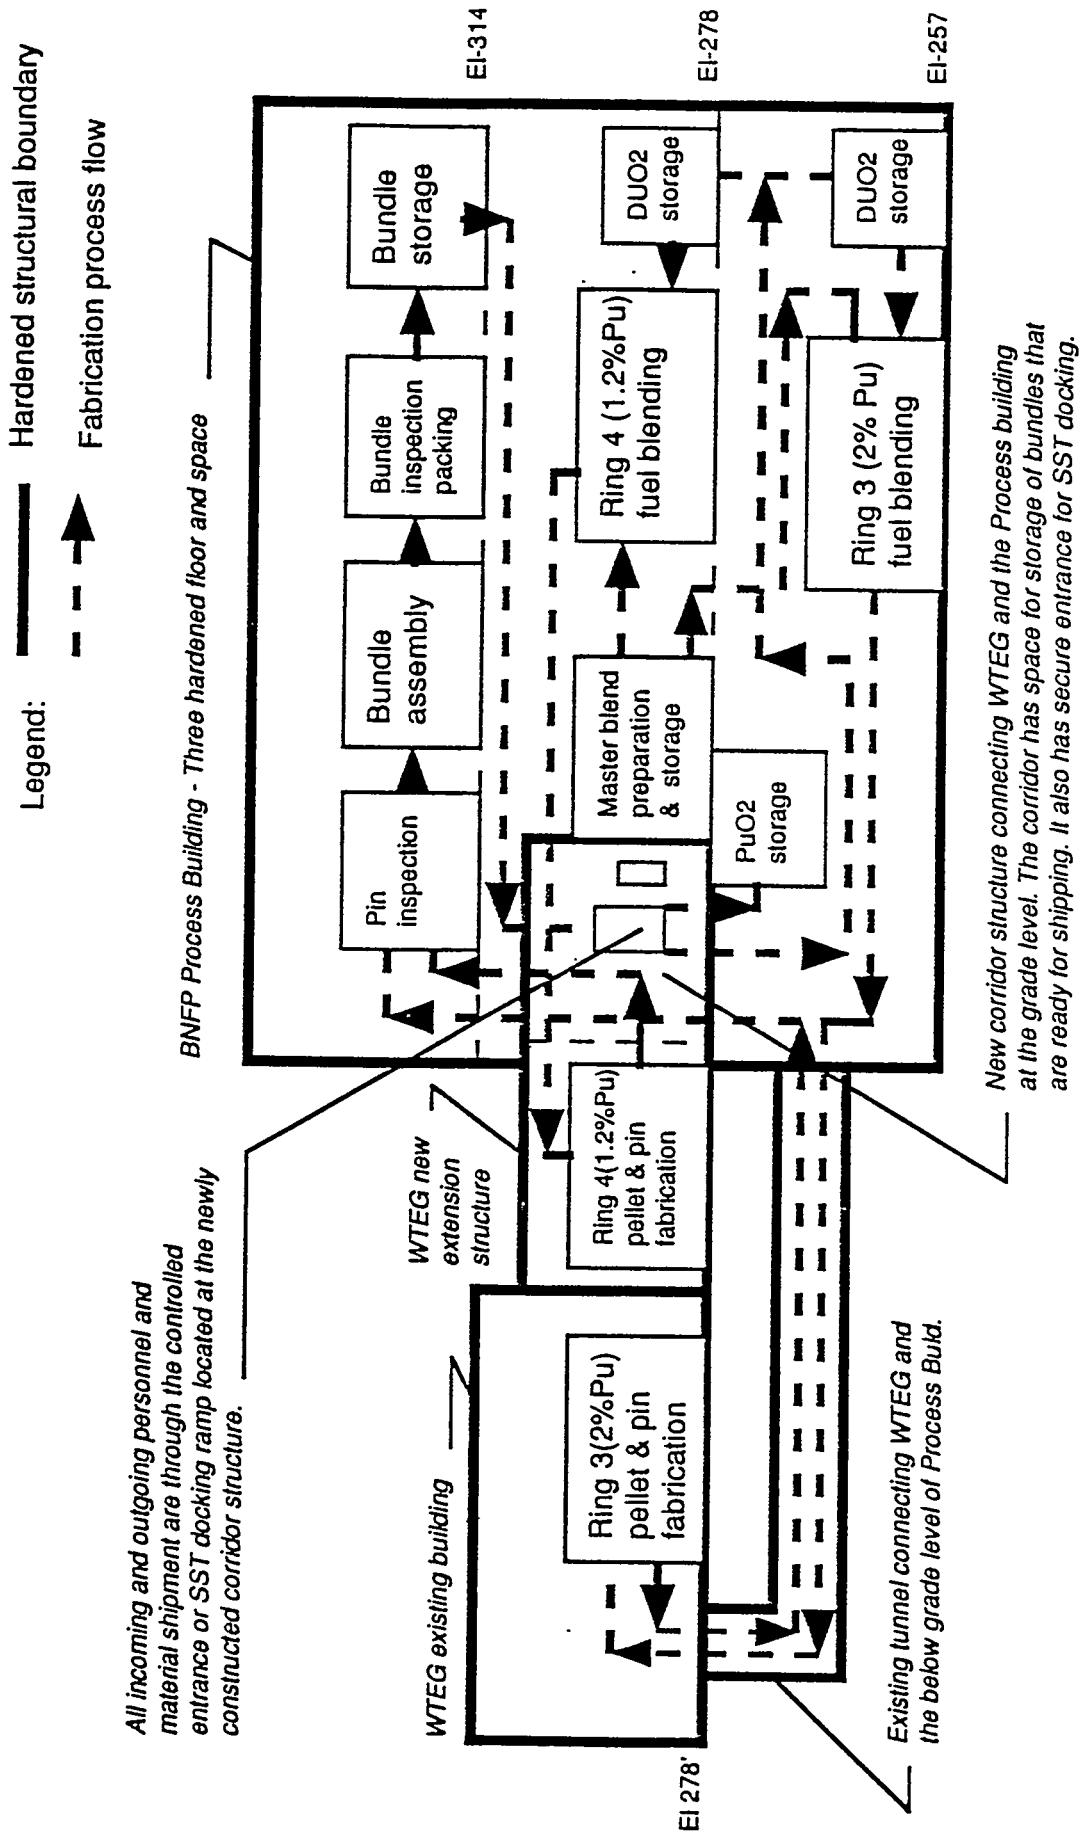 Legend:
Hardened structural boundary
Fabrication process flow
BNFP Process Building - Three hardened floor and space
All incoming and outgoing personnel and
material shipment are through the controlled
entrance or SST docking ramp located at the newly
constructed corridor structure.
WTEG existing building
WTEG new
extension
structure
El-314
El-278
El-257
El 278'
Pin
inspection
Bundle
assembly
Bundle
inspection
packing
Bundle
storage
Ring 3(2%Pu)
pellet & pin
fabrication
Ring 4(1.2%Pu)
pellet & pin
fabrication
Master blend
preparation
& storage
Ring 4 (1.2%Pu)
fuel blending
DUO2
storage
PuO2
storage
Ring 3 (2% Pu)
fuel blending
DUO2
storage
Existing tunnel connecting WTEG and
the below grade level of Process Buld.
New corridor structure connecting WTEG and the Process building
at the grade level. The corridor has space for storage of bundles that
are ready for shipping. It also has secure entrance for SST docking.